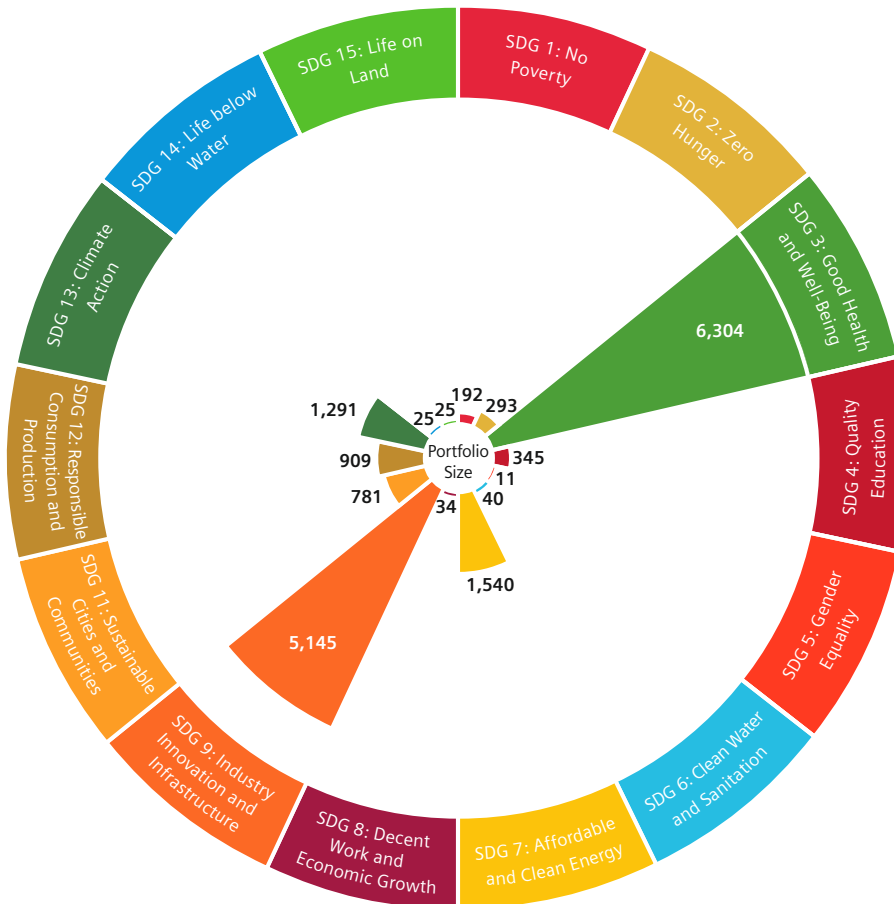 SDG 1: No
Poverty
SDG 2: Zero
Hunger
SDG 3: Good Health
and Well-Being
SDG 4: Quality
Education
SDG 5: Gender
Equality
SDG 6: Clean Water
and Sanitation
SDG 7: Affordable
and Clean Energy
SDG 8: Decent
Work and
Economic Growth
SDG 9: Industry
Innovation and
Infrastructure
SDG 11: Sustainable
Cities and
Communities
SDG 12: Responsible
Consumption and
Production
SDG 13: Climate
Action
SDG 14: Life below
Water
SDG 15: Life on
Land
Portfolio
Size
192
293
6,304
345
11
40
1,540
34
5,145
781
909
1,291
25
25